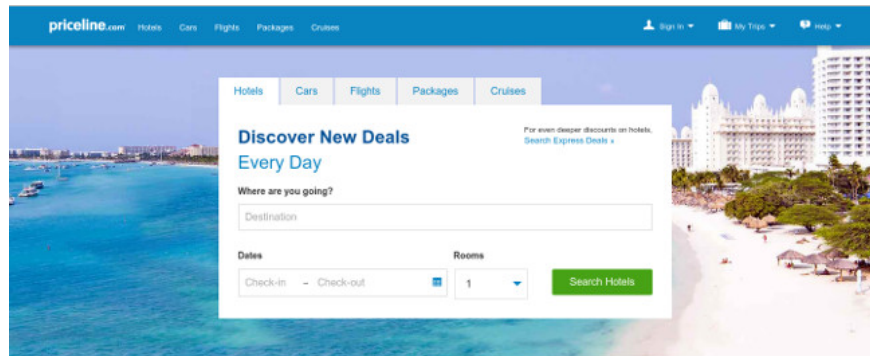 priceline.com Hotels Cars Flights Packages Cruises Sign In My Trips Help
Hotels Cars Flights Packages Cruises
Discover New Deals
Every Day
For even deeper discounts on hotels,
Search Express Deals
Where are you going?
Destination
Dates Rooms
Check-in – Check-out 1 Search Hotels